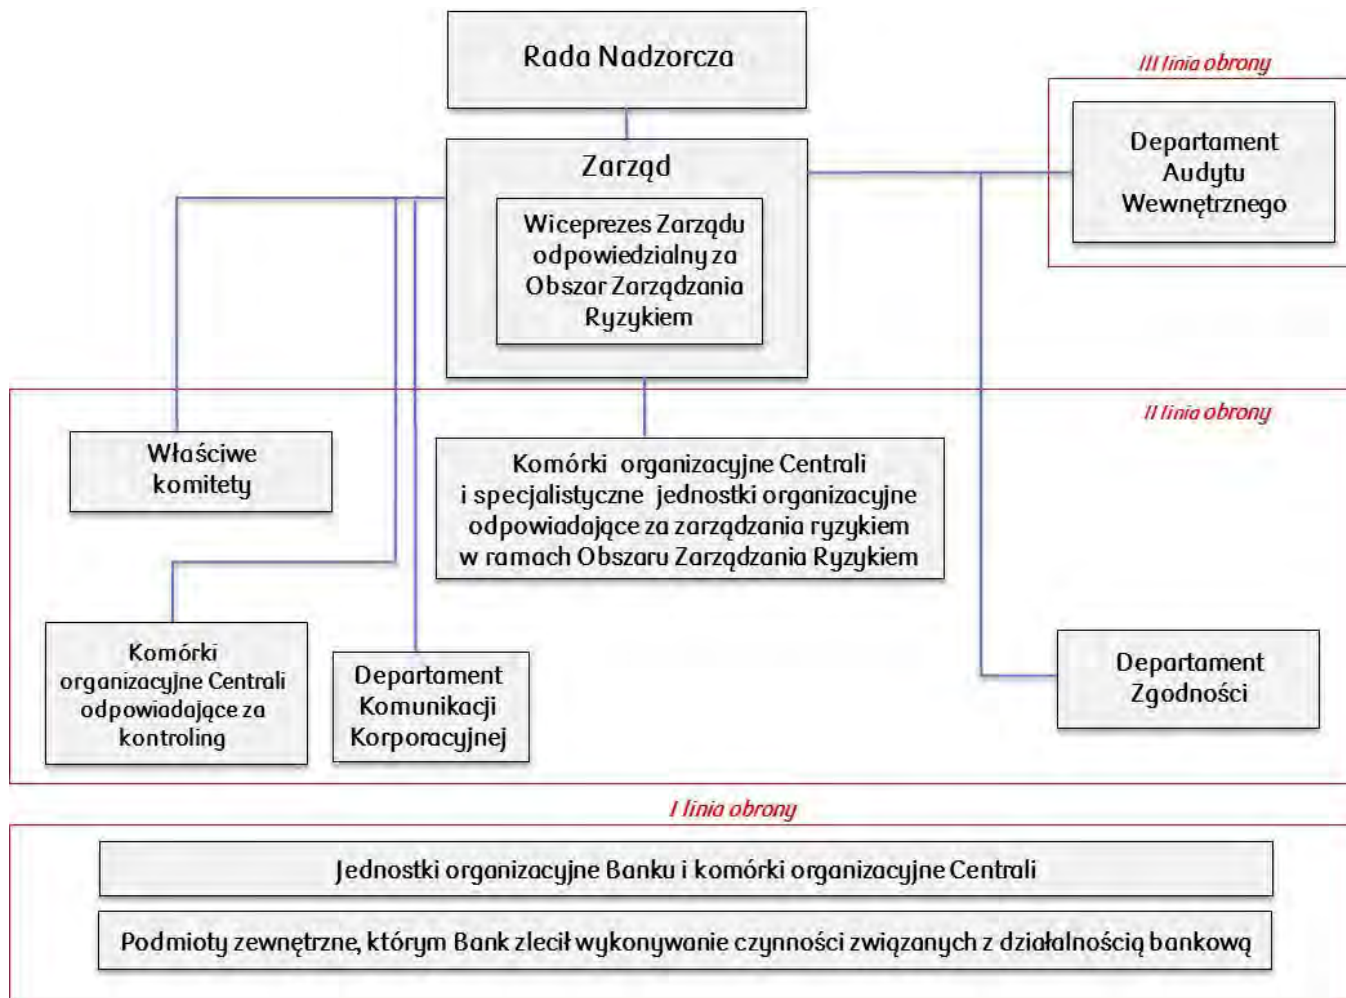 Rada Nadzorcza
III linia obrony
Departament
Audytu
Wewnętrznego
Zarząd
Wiceprezes Zarządu
odpowiedzialny za
Obszar Zarządzania
Ryzykiem
II linia obrony
Właściwe
komitety
Komórki organizacyjne Centrali
i specjalistyczne jednostki organizacyjne
odpowiadające za zarządzania ryzykiem
w ramach Obszaru Zarządzania Ryzykiem
Komórki
organizacyjne Centrali
odpowiadające za
kontroling
Departament
Komunikacji
Korporacyjnej
Departament
Zgodności
I linia obrony
Jednostki organizacyjne Banku i komórki organizacyjne Centrali
Podmioty zewnętrzne, którym Bank zlecił wykonywanie czynności związanych z działalnością bankową